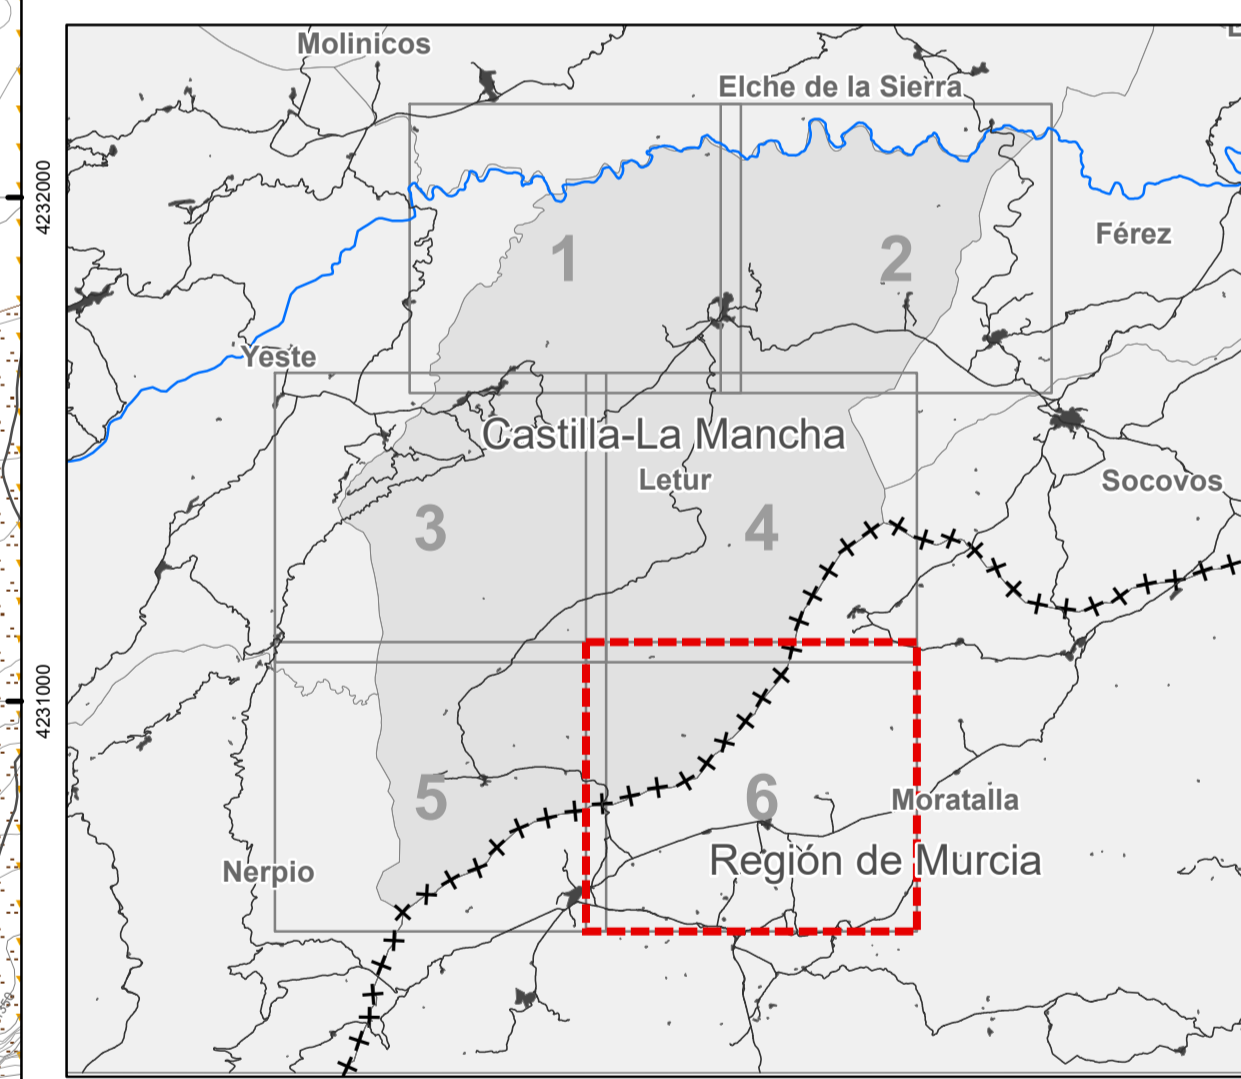 Molinicos
Elche de la Sierra
4232000
Férez
1
2
Yeste
Castilla-La Mancha
Letur
Socovos
3
4
4231000
5
6
Moratalla
Región de Murcia
Nerpio